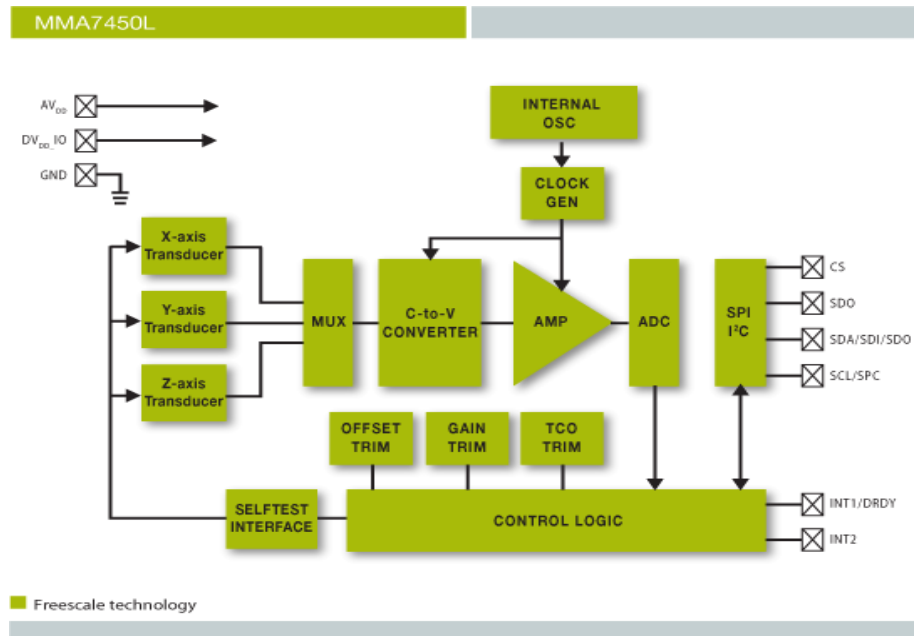 MMA7450L
AV_DD
DV_DD_IO
GND
INTERNAL
OSC
CLOCK
GEN
X-axis
Transducer
Y-axis
Transducer
Z-axis
Transducer
MUX
C-to-V
CONVERTER
AMP
ADC
SPI
I²C
CS
SDO
SDA/SDI/SDO
SCL/SPC
OFFSET
TRIM
GAIN
TRIM
TCO
TRIM
SELFTEST
INTERFACE
CONTROL LOGIC
INT1/DRDY
INT2
Freescale technology